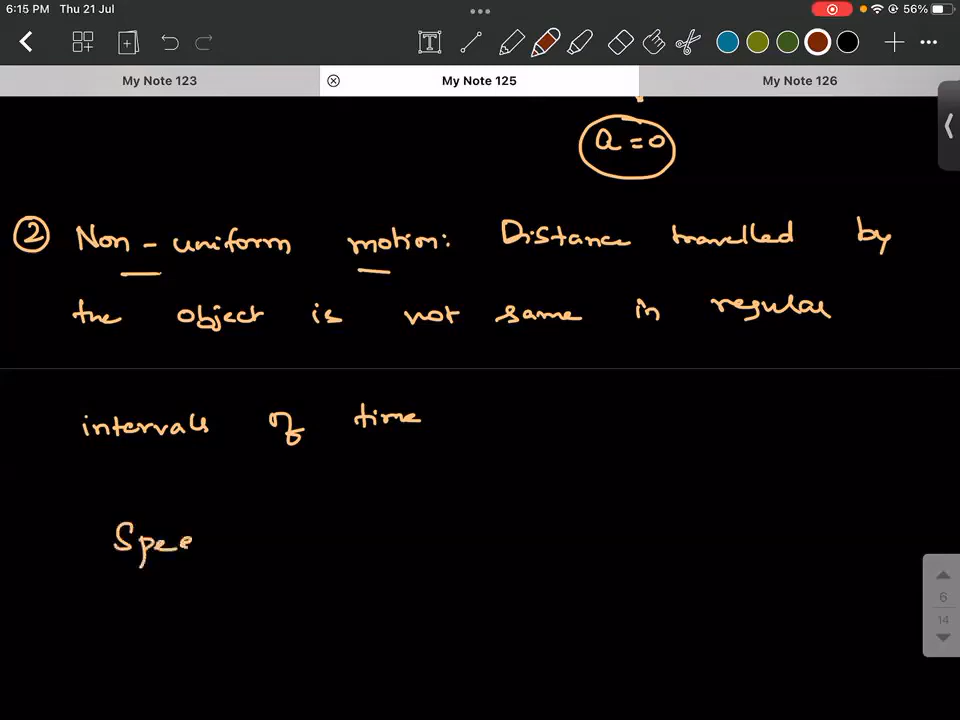 6:15 PM Thu 21 Jul
56%
T
My Note 123
My Note 125
My Note 126
a = 0
② Non - uniform motion: Distance travelled by
the object is not same in regular
intervals of time
Spee
6
14